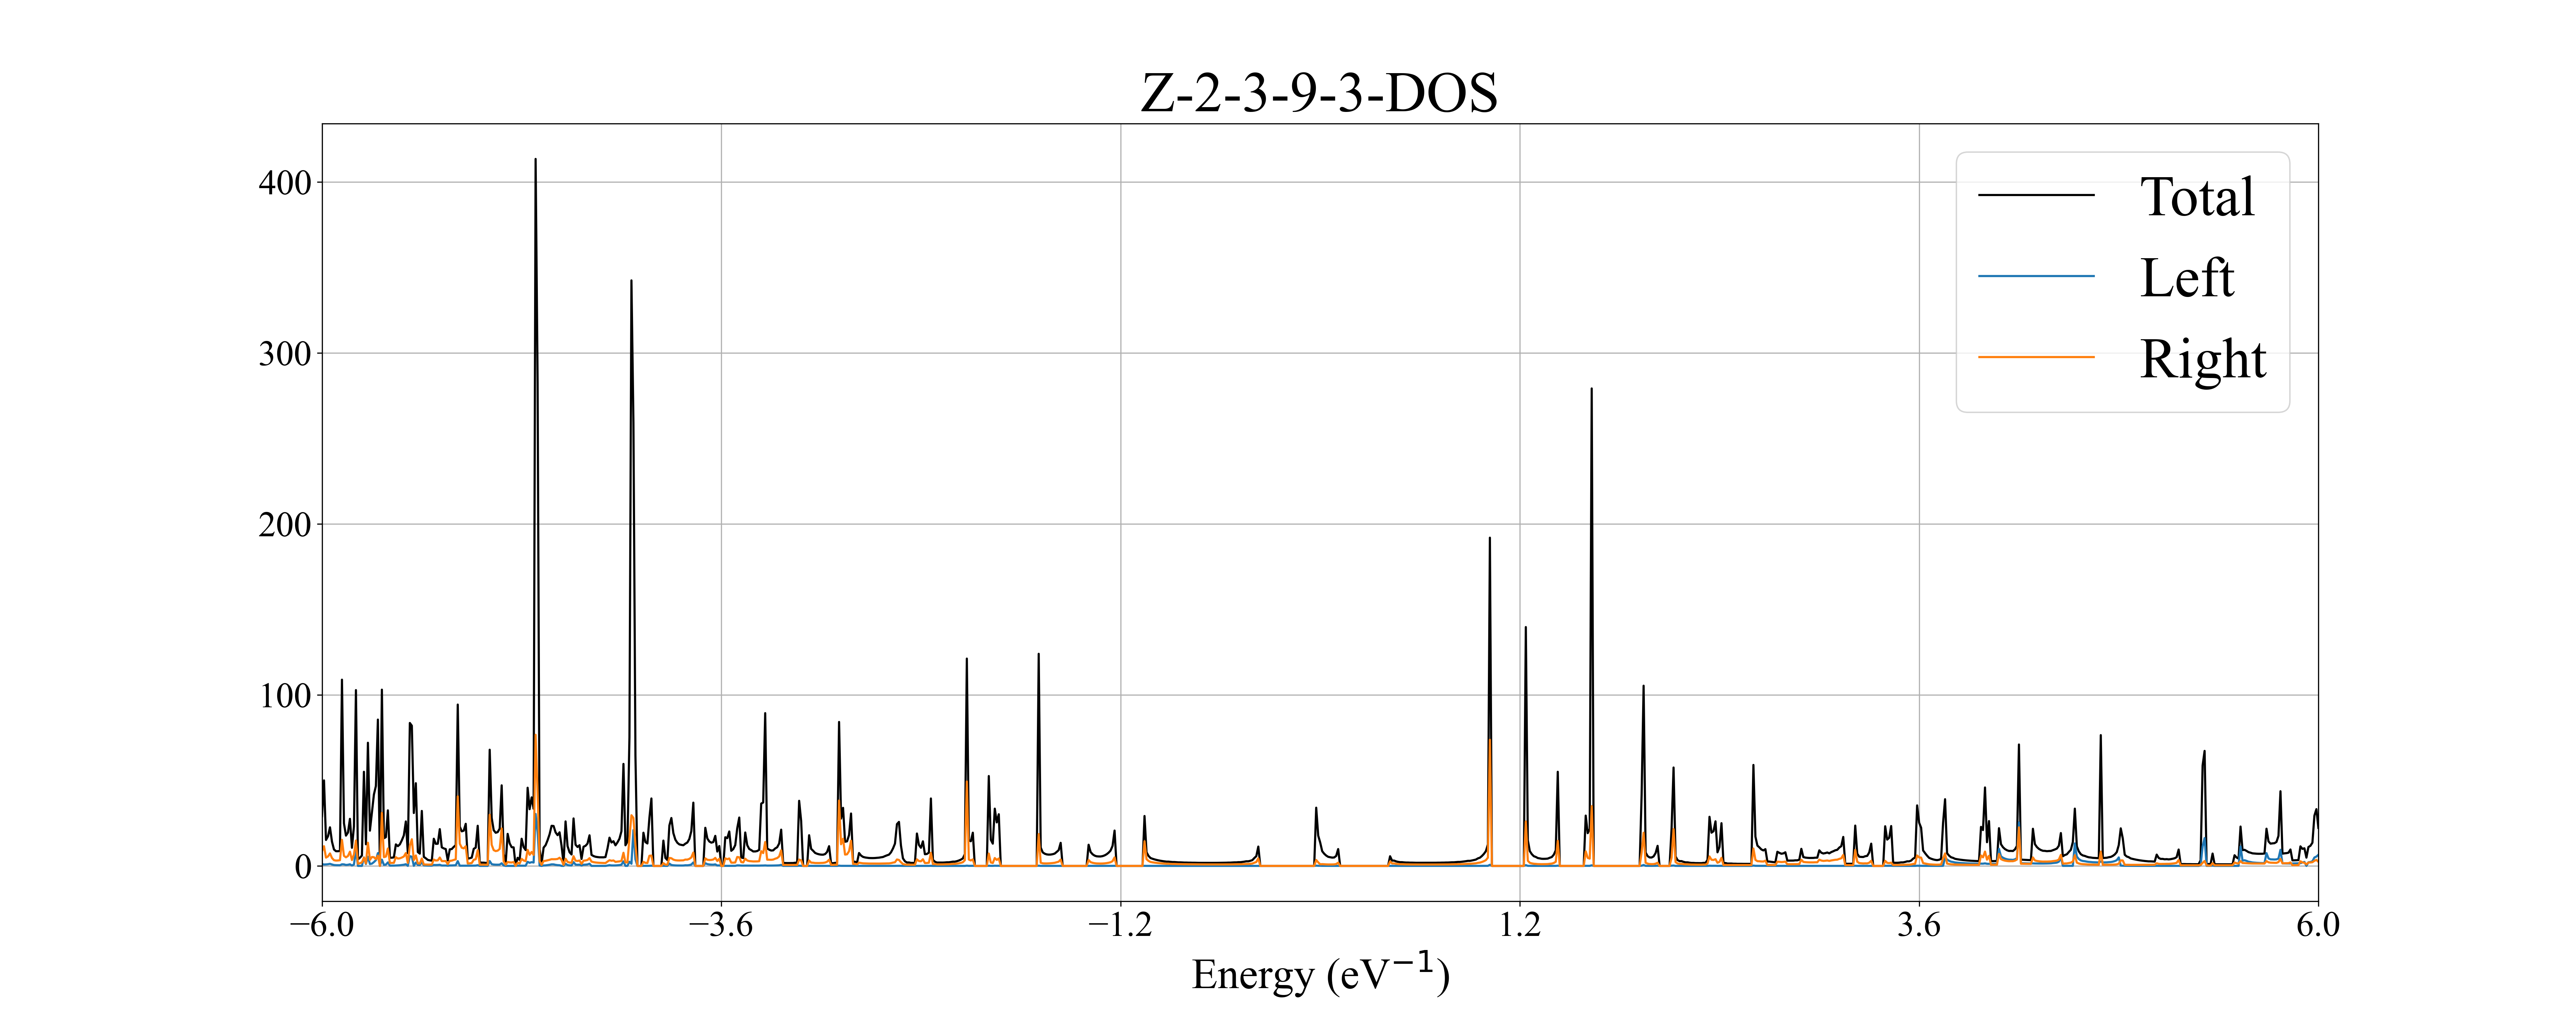 Z-2-3-9-3-DOS
400
300
200
100
0
−6.0
−3.6
−1.2
1.2
3.6
6.0
Energy (eV⁻¹)
Total
Left
Right